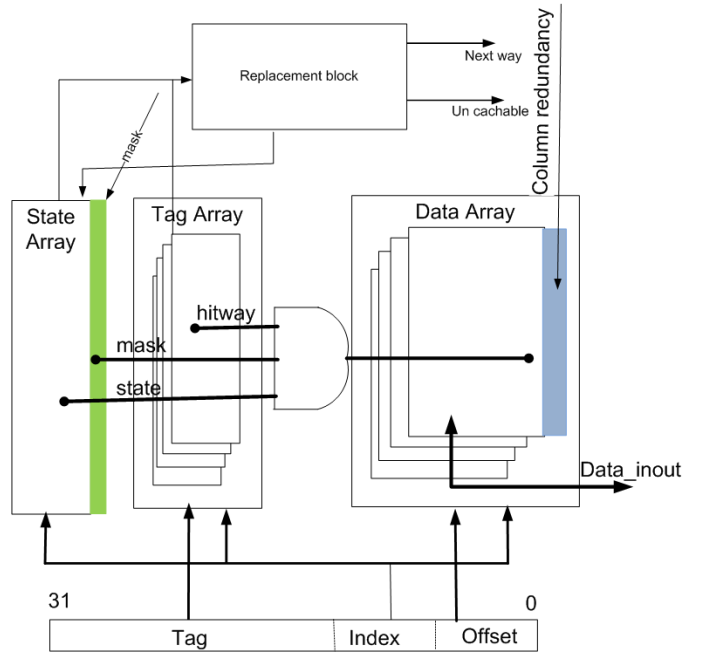 Replacement block
Next way
Un cachable
Column redundancy
mask
State
Array
Tag Array
Data Array
hitway
mask
state
Data_inout
31
0
Tag
Index
Offset